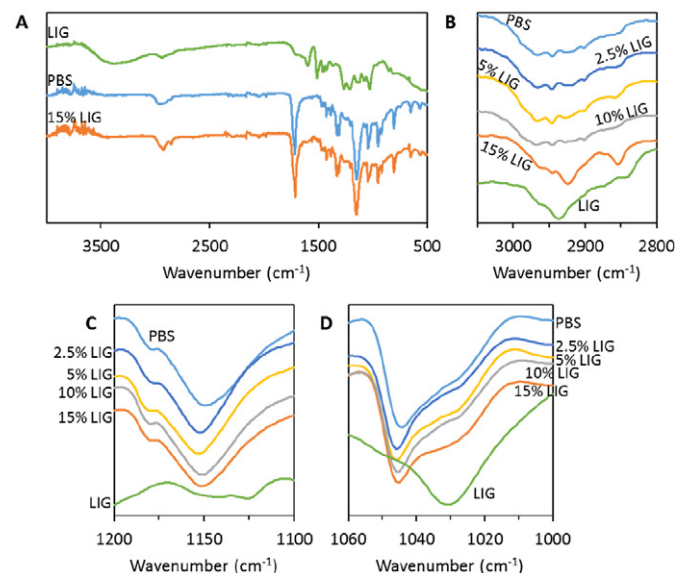 A
LIG
PBS
15% LIG
3500
2500
1500
500
Wavenumber (cm⁻¹)
B
PBS
2.5% LIG
5% LIG
10% LIG
15% LIG
LIG
3000
2900
2800
Wavenumber (cm⁻¹)
C
PBS
2.5% LIG
5% LIG
10% LIG
15% LIG
LIG
1200
1150
1100
Wavenumber (cm⁻¹)
D
PBS
2.5% LIG
5% LIG
10% LIG
15% LIG
LIG
1060
1040
1020
1000
Wavenumber (cm⁻¹)